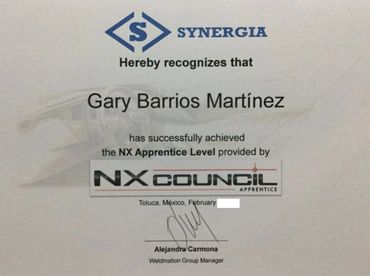 S SYNERGIA
Hereby recognizes that
Gary Barrios Martínez
has successfully achieved
the NX Apprentice Level provided by
NX COUNCIL
APPRENTICE
Toluca, México, February
Alejandra Carmona
Weldmation Group Manager